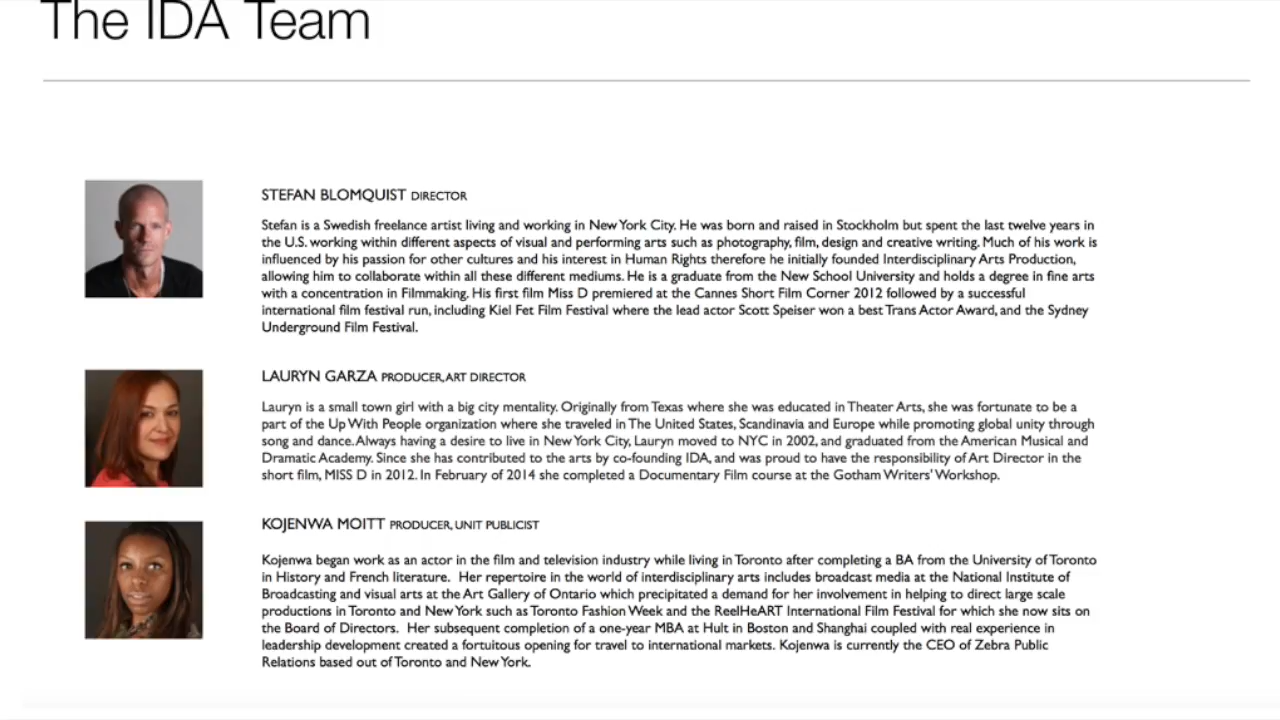 The IDA Team
STEFAN BLOMQUIST DIRECTOR
Stefan is a Swedish freelance artist living and working in New York City. He was born and raised in Stockholm but spent the last twelve years in
the U.S. working within different aspects of visual and performing arts such as photography, film, design and creative writing. Much of his work is
influenced by his passion for other cultures and his interest in Human Rights therefore he initially founded Interdisciplinary Arts Production,
allowing him to collaborate within all these different mediums. He is a graduate from the New School University and holds a degree in fine arts
with a concentration in Filmmaking. His first film Miss D premiered at the Cannes Short Film Corner 2012 followed by a successful
international film festival run, including Kiel Fet Film Festival where the lead actor Scott Speiser won a best Trans Actor Award, and the Sydney
Underground Film Festival.
LAURYN GARZA PRODUCER, ART DIRECTOR
Lauryn is a small town girl with a big city mentality. Originally from Texas where she was educated in Theater Arts, she was fortunate to be a
part of the Up With People organization where she traveled in The United States, Scandinavia and Europe while promoting global unity through
song and dance. Always having a desire to live in New York City, Lauryn moved to NYC in 2002, and graduated from the American Musical and
Dramatic Academy. Since she has contributed to the arts by co-founding IDA, and was proud to have the responsibility of Art Director in the
short film, MISS D in 2012. In February of 2014 she completed a Documentary Film course at the Gotham Writers' Workshop.
KOJENWA MOITT PRODUCER, UNIT PUBLICIST
Kojenwa began work as an actor in the film and television industry while living in Toronto after completing a BA from the University of Toronto
in History and French literature. Her repertoire in the world of interdisciplinary arts includes broadcast media at the National Institute of
Broadcasting and visual arts at the Art Gallery of Ontario which precipitated a demand for her involvement in helping to direct large scale
productions in Toronto and New York such as Toronto Fashion Week and the ReelHeART International Film Festival for which she now sits on
the Board of Directors. Her subsequent completion of a one-year MBA at Hult in Boston and Shanghai coupled with real experience in
leadership development created a fortuitous opening for travel to international markets. Kojenwa is currently the CEO of Zebra Public
Relations based out of Toronto and New York.